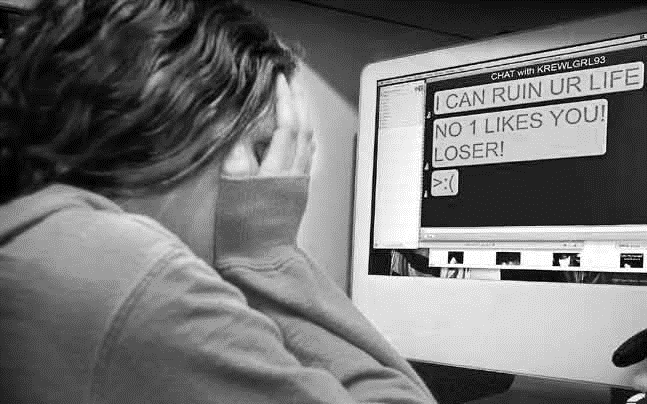 CHAT with KREWLGRL93
I CAN RUIN UR LIFE
NO 1 LIKES YOU!
LOSER!
>:(